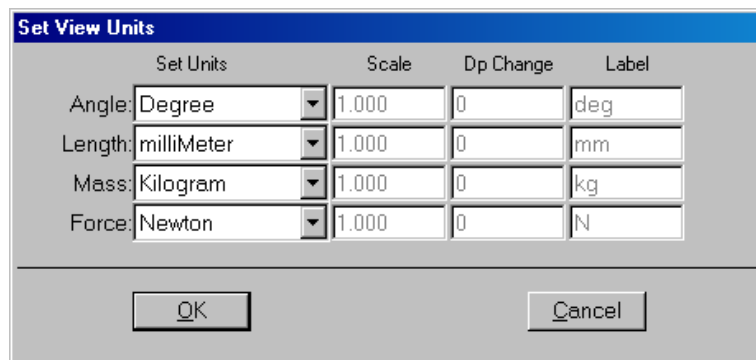 Set View Units
Set Units Scale Dp Change Label
Angle: Degree 1.000 0 deg
Length: milliMeter 1.000 0 mm
Mass: Kilogram 1.000 0 kg
Force: Newton 1.000 0 N
OK Cancel